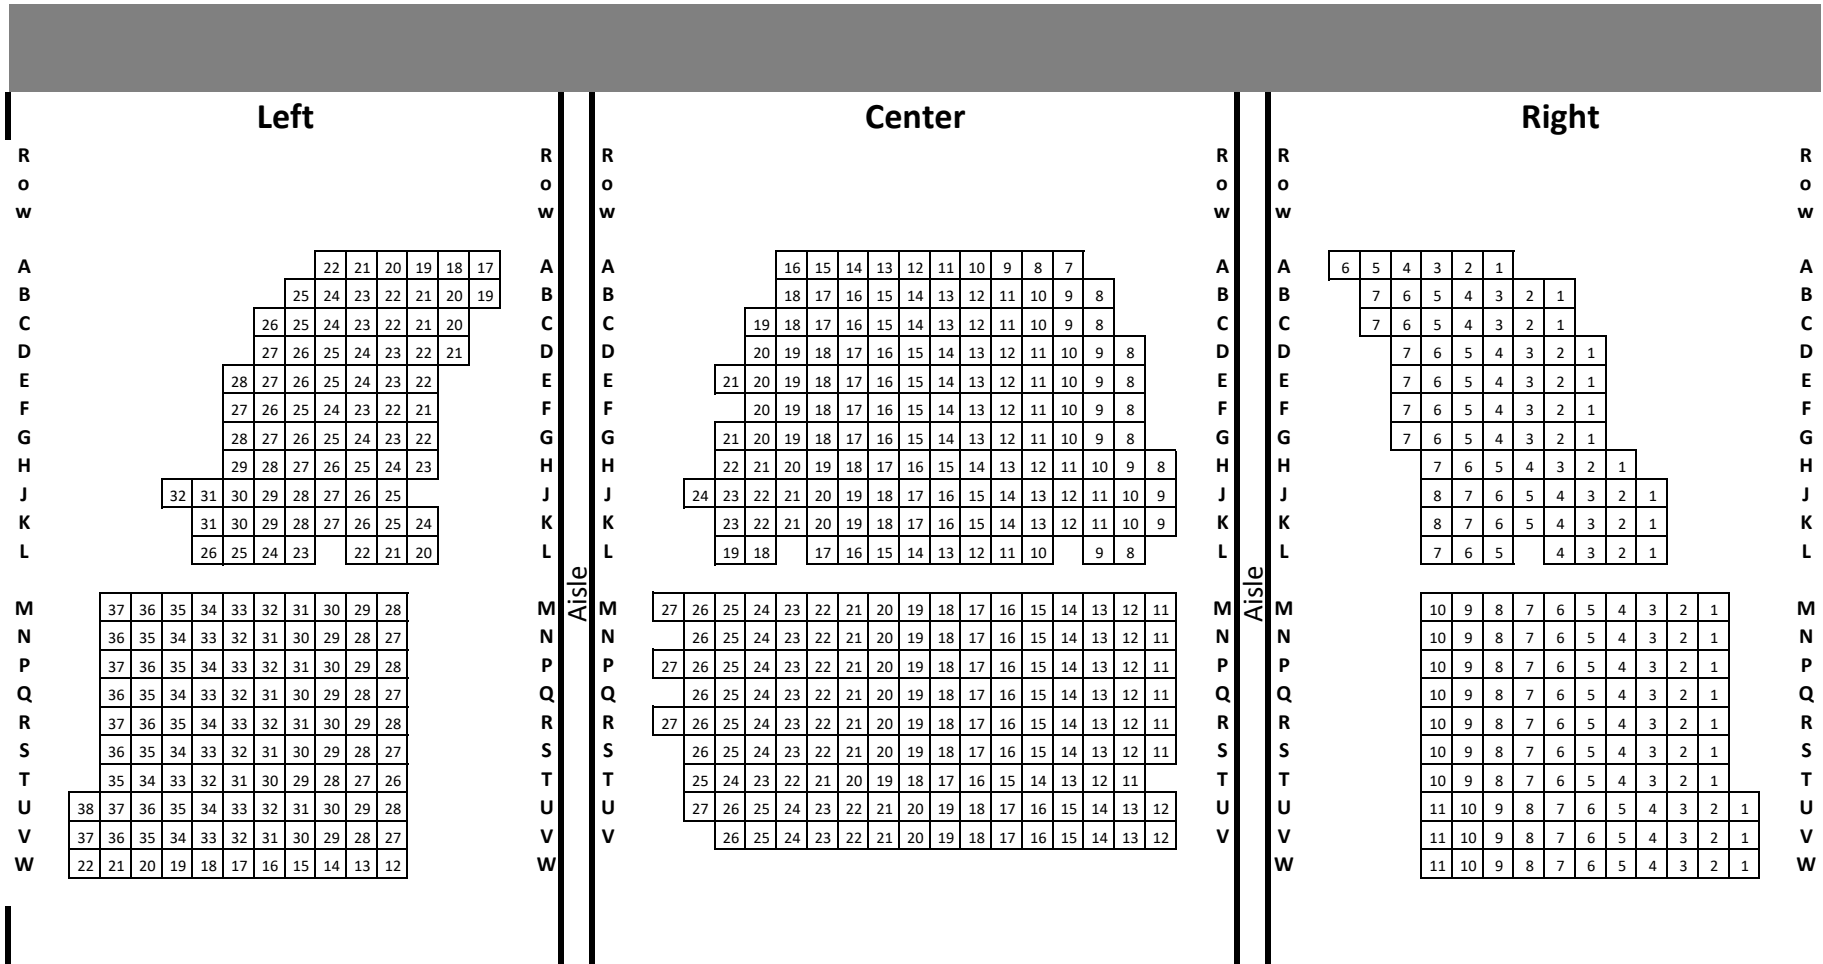 Left Center Right
R R R R R R
o o o o o o
w w w w w w
A 22 21 20 19 18 17 A A 16 15 14 13 12 11 10 9 8 7 A A 6 5 4 3 2 1 A
B 25 24 23 22 21 20 19 B B 18 17 16 15 14 13 12 11 10 9 8 B B 7 6 5 4 3 2 1 B
C 26 25 24 23 22 21 20 C C 19 18 17 16 15 14 13 12 11 10 9 8 C C 7 6 5 4 3 2 1 C
D 27 26 25 24 23 22 21 D D 20 19 18 17 16 15 14 13 12 11 10 9 8 D D 7 6 5 4 3 2 1 D
E 28 27 26 25 24 23 22 E E 21 20 19 18 17 16 15 14 13 12 11 10 9 8 E E 7 6 5 4 3 2 1 E
F 27 26 25 24 23 22 21 F F 20 19 18 17 16 15 14 13 12 11 10 9 8 F F 7 6 5 4 3 2 1 F
G 28 27 26 25 24 23 22 G G 21 20 19 18 17 16 15 14 13 12 11 10 9 8 G G 7 6 5 4 3 2 1 G
H 29 28 27 26 25 24 23 H H 22 21 20 19 18 17 16 15 14 13 12 11 10 9 8 H H 7 6 5 4 3 2 1 H
J 32 31 30 29 28 27 26 25 J J 24 23 22 21 20 19 18 17 16 15 14 13 12 11 10 9 J J 8 7 6 5 4 3 2 1 J
K 31 30 29 28 27 26 25 24 K K 23 22 21 20 19 18 17 16 15 14 13 12 11 10 9 K K 8 7 6 5 4 3 2 1 K
L 26 25 24 23 22 21 20 L L 19 18 17 16 15 14 13 12 11 10 9 8 L L 7 6 5 4 3 2 1 L
Aisle Aisle
M 37 36 35 34 33 32 31 30 29 28 M M 27 26 25 24 23 22 21 20 19 18 17 16 15 14 13 12 11 M M 10 9 8 7 6 5 4 3 2 1 M
N 36 35 34 33 32 31 30 29 28 27 N N 26 25 24 23 22 21 20 19 18 17 16 15 14 13 12 11 N N 10 9 8 7 6 5 4 3 2 1 N
P 37 36 35 34 33 32 31 30 29 28 P P 27 26 25 24 23 22 21 20 19 18 17 16 15 14 13 12 11 P P 10 9 8 7 6 5 4 3 2 1 P
Q 36 35 34 33 32 31 30 29 28 27 Q Q 26 25 24 23 22 21 20 19 18 17 16 15 14 13 12 11 Q Q 10 9 8 7 6 5 4 3 2 1 Q
R 37 36 35 34 33 32 31 30 29 28 R R 27 26 25 24 23 22 21 20 19 18 17 16 15 14 13 12 11 R R 10 9 8 7 6 5 4 3 2 1 R
S 36 35 34 33 32 31 30 29 28 27 S S 26 25 24 23 22 21 20 19 18 17 16 15 14 13 12 11 S S 10 9 8 7 6 5 4 3 2 1 S
T 35 34 33 32 31 30 29 28 27 26 T T 25 24 23 22 21 20 19 18 17 16 15 14 13 12 11 T T 10 9 8 7 6 5 4 3 2 1 T
U 38 37 36 35 34 33 32 31 30 29 28 U U 27 26 25 24 23 22 21 20 19 18 17 16 15 14 13 12 U U 11 10 9 8 7 6 5 4 3 2 1 U
V 37 36 35 34 33 32 31 30 29 28 27 V V 26 25 24 23 22 21 20 19 18 17 16 15 14 13 12 V V 11 10 9 8 7 6 5 4 3 2 1 V
W 22 21 20 19 18 17 16 15 14 13 12 W W 11 10 9 8 7 6 5 4 3 2 1 W